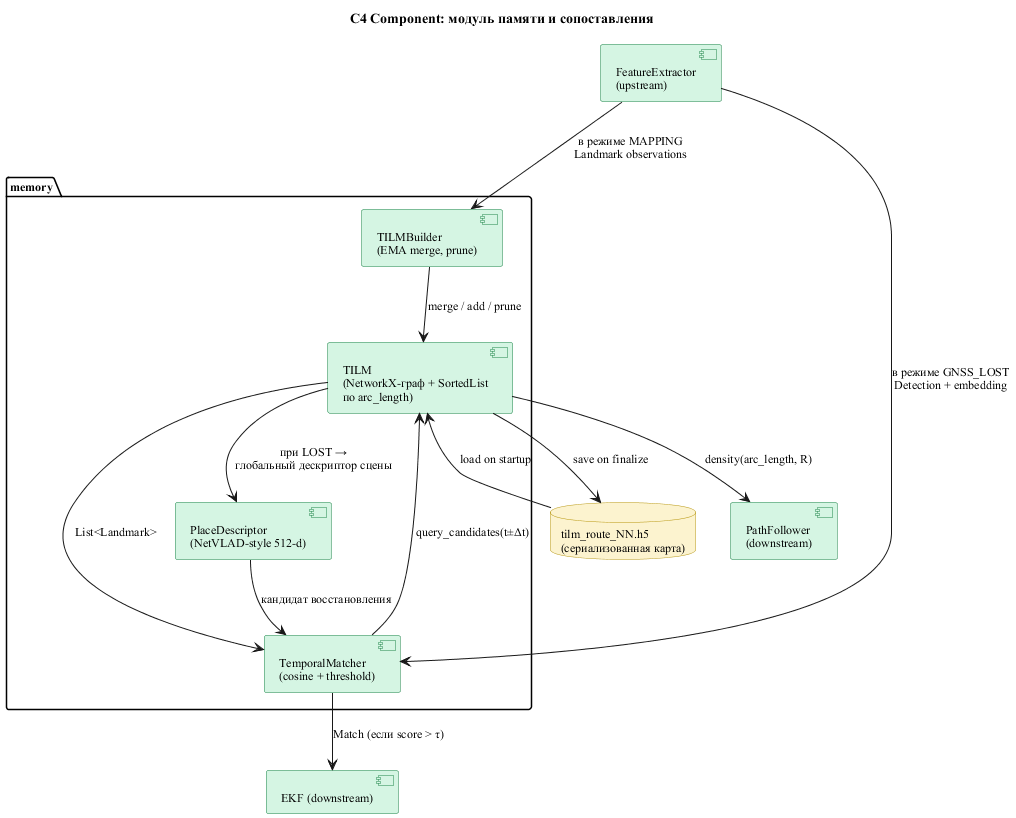 C4 Component: модуль памяти и сопоставления
FeatureExtractor
(upstream)
в режиме MAPPING
Landmark observations
memory
TILMBuilder
(EMA merge, prune)
merge / add / prune
TILM
(NetworkX-граф + SortedList
по arc_length)
в режиме GNSS_LOST
Detection + embedding
при LOST →
глобальный дескриптор сцены
load on startup
save on finalize
density(arc_length, R)
List<Landmark>
PlaceDescriptor
(NetVLAD-style 512-d)
query_candidates(t±Δt)
tilm_route_NN.h5
(сериализованная карта)
PathFollower
(downstream)
кандидат восстановления
TemporalMatcher
(cosine + threshold)
Match (если score > τ)
EKF (downstream)